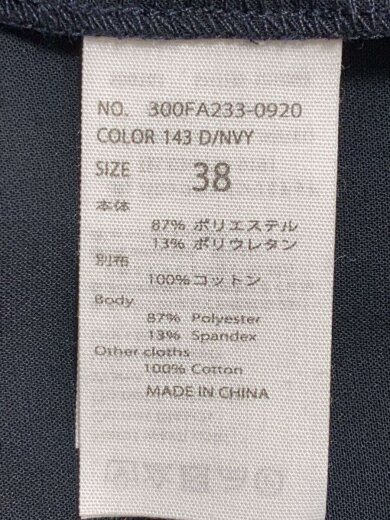 NO. 300FA233-0920
COLOR 143 D/NVY
SIZE 38
本体
87% ポリエステル
13% ポリウレタン
別布
100%コットン
Body
87% Polyester
13% Spandex
Other cloths
100% Cotton
MADE IN CHINA